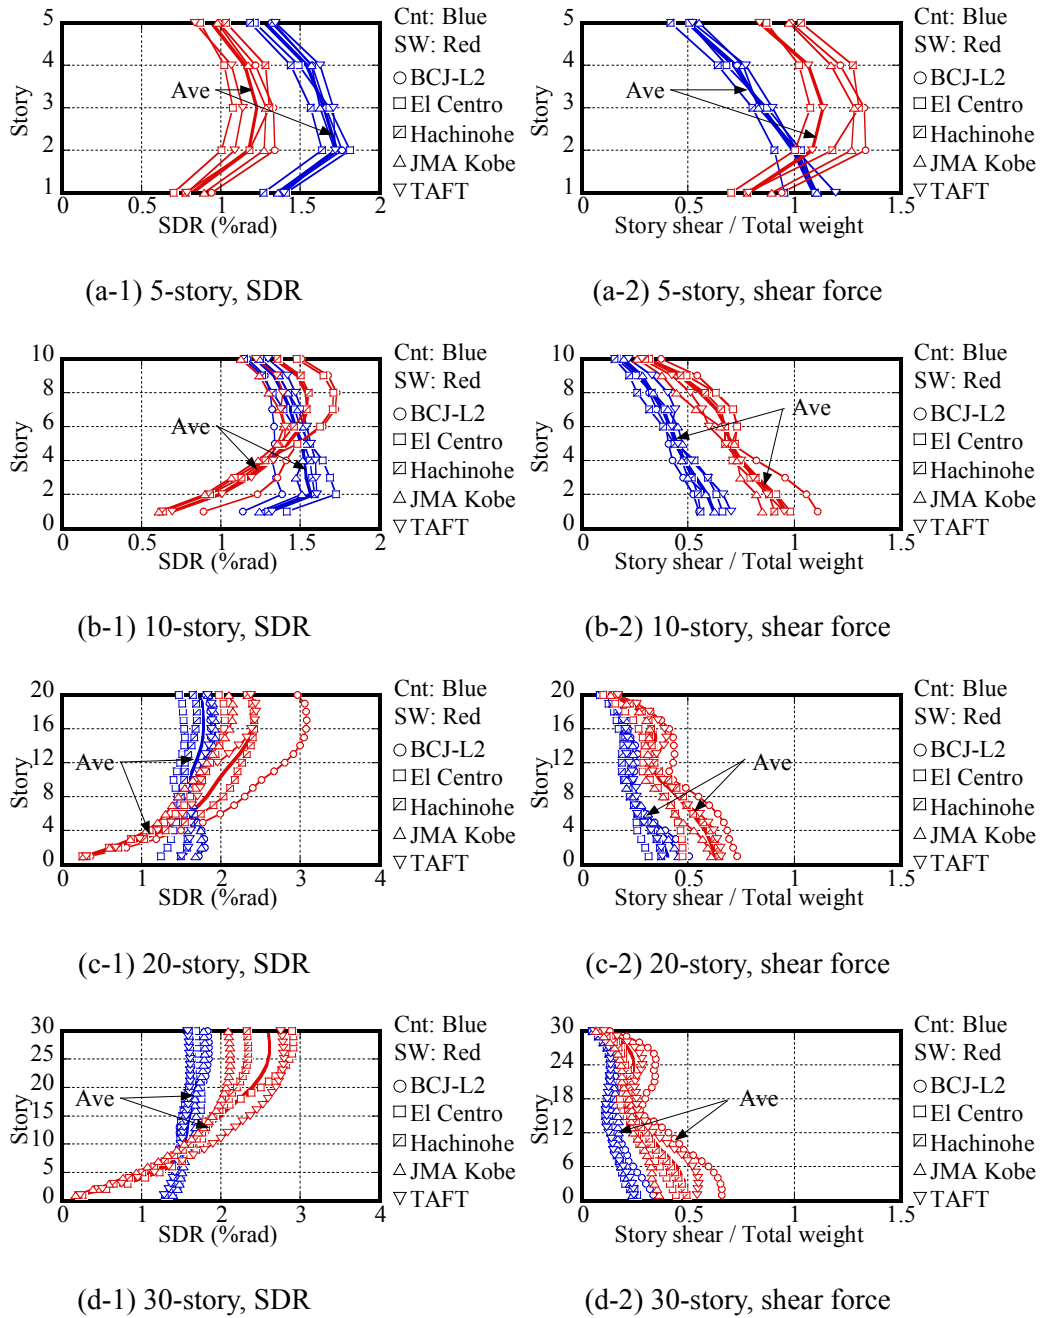 5
4
3
2
1
Story
Ave
0
0.5
1
1.5
2
SDR (%rad)
Cnt: Blue
SW: Red
BCJ-L2
El Centro
Hachinohe
JMA Kobe
TAFT
5
4
3
2
1
Story
Ave
0
0.5
1
1.5
Story shear / Total weight
Cnt: Blue
SW: Red
BCJ-L2
El Centro
Hachinohe
JMA Kobe
TAFT
(a-1) 5-story, SDR
(a-2) 5-story, shear force
10
8
6
4
2
0
Story
Ave
0
0.5
1
1.5
2
SDR (%rad)
Cnt: Blue
SW: Red
BCJ-L2
El Centro
Hachinohe
JMA Kobe
TAFT
10
8
6
4
2
0
Story
Ave
0
0.5
1
1.5
Story shear / Total weight
Cnt: Blue
SW: Red
BCJ-L2
El Centro
Hachinohe
JMA Kobe
TAFT
(b-1) 10-story, SDR
(b-2) 10-story, shear force
20
16
12
8
4
0
Story
Ave
0
1
2
3
4
SDR (%rad)
Cnt: Blue
SW: Red
BCJ-L2
El Centro
Hachinohe
JMA Kobe
TAFT
20
16
12
8
4
0
Story
Ave
0
0.5
1
1.5
Story shear / Total weight
Cnt: Blue
SW: Red
BCJ-L2
El Centro
Hachinohe
JMA Kobe
TAFT
(c-1) 20-story, SDR
(c-2) 20-story, shear force
30
25
20
15
10
5
0
Story
Ave
0
1
2
3
4
SDR (%rad)
Cnt: Blue
SW: Red
BCJ-L2
El Centro
Hachinohe
JMA Kobe
TAFT
30
24
18
12
6
0
Story
Ave
0
0.5
1
1.5
Story shear / Total weight
Cnt: Blue
SW: Red
BCJ-L2
El Centro
Hachinohe
JMA Kobe
TAFT
(d-1) 30-story, SDR
(d-2) 30-story, shear force